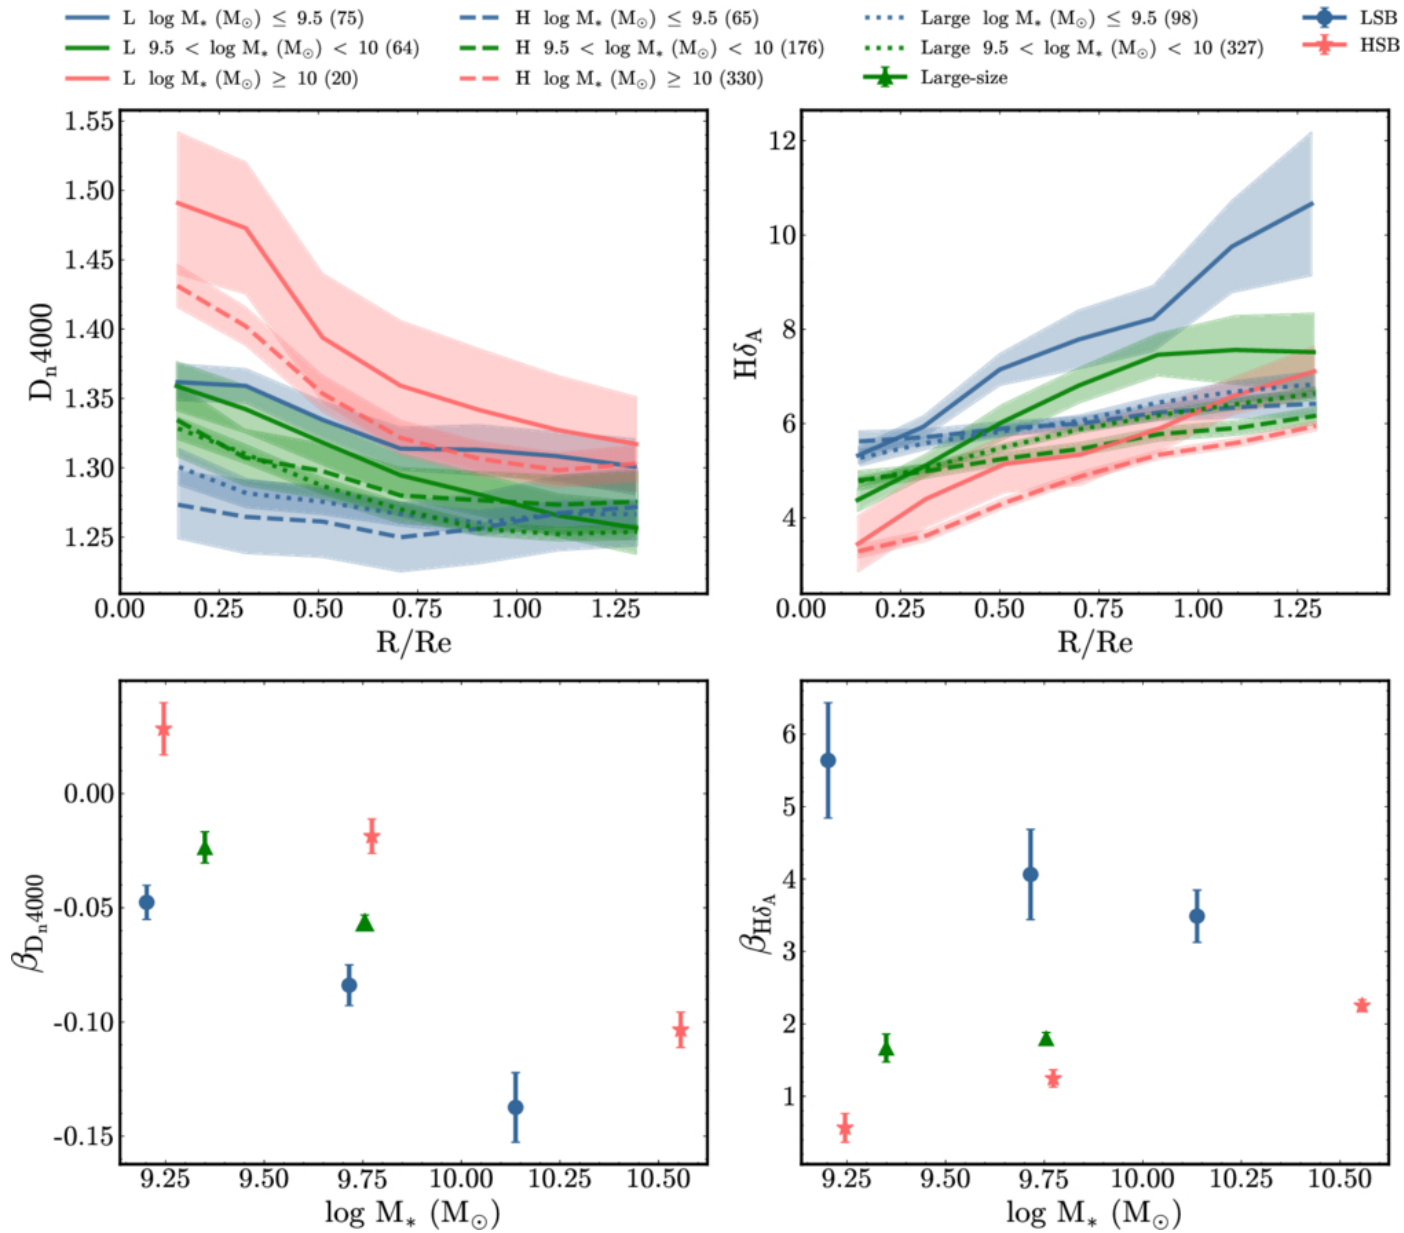 L log M* (M☉) ≤ 9.5 (75) H log M* (M☉) ≤ 9.5 (65) Large log M* (M☉) ≤ 9.5 (98) LSB
L 9.5 < log M* (M☉) < 10 (64) H 9.5 < log M* (M☉) < 10 (176) Large 9.5 < log M* (M☉) < 10 (327) HSB
L log M* (M☉) ≥ 10 (20) H log M* (M☉) ≥ 10 (330) Large-size
Dn4000
1.55
1.50
1.45
1.40
1.35
1.30
1.25
0.00 0.25 0.50 0.75 1.00 1.25
R/Re
HδA
12
10
8
6
4
0.00 0.25 0.50 0.75 1.00 1.25
R/Re
βDn4000
0.00
-0.05
-0.10
-0.15
9.25 9.50 9.75 10.00 10.25 10.50
log M* (M☉)
βHδA
6
5
4
3
2
1
9.25 9.50 9.75 10.00 10.25 10.50
log M* (M☉)